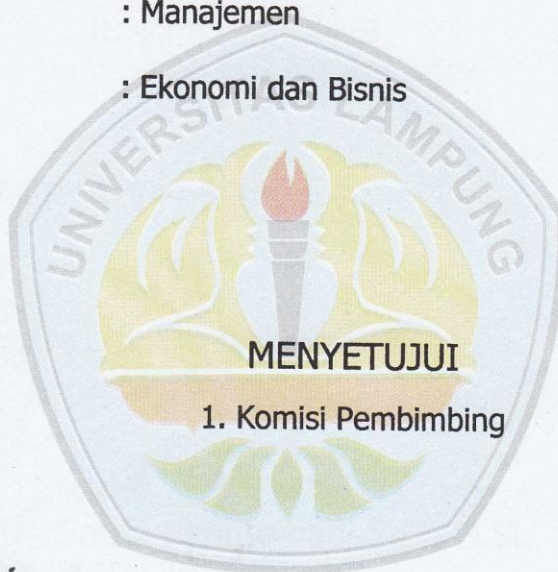 : Manajemen
: Ekonomi dan Bisnis
UNIVERSITAS LAMPUNG
MENYETUJUI
1. Komisi Pembimbing